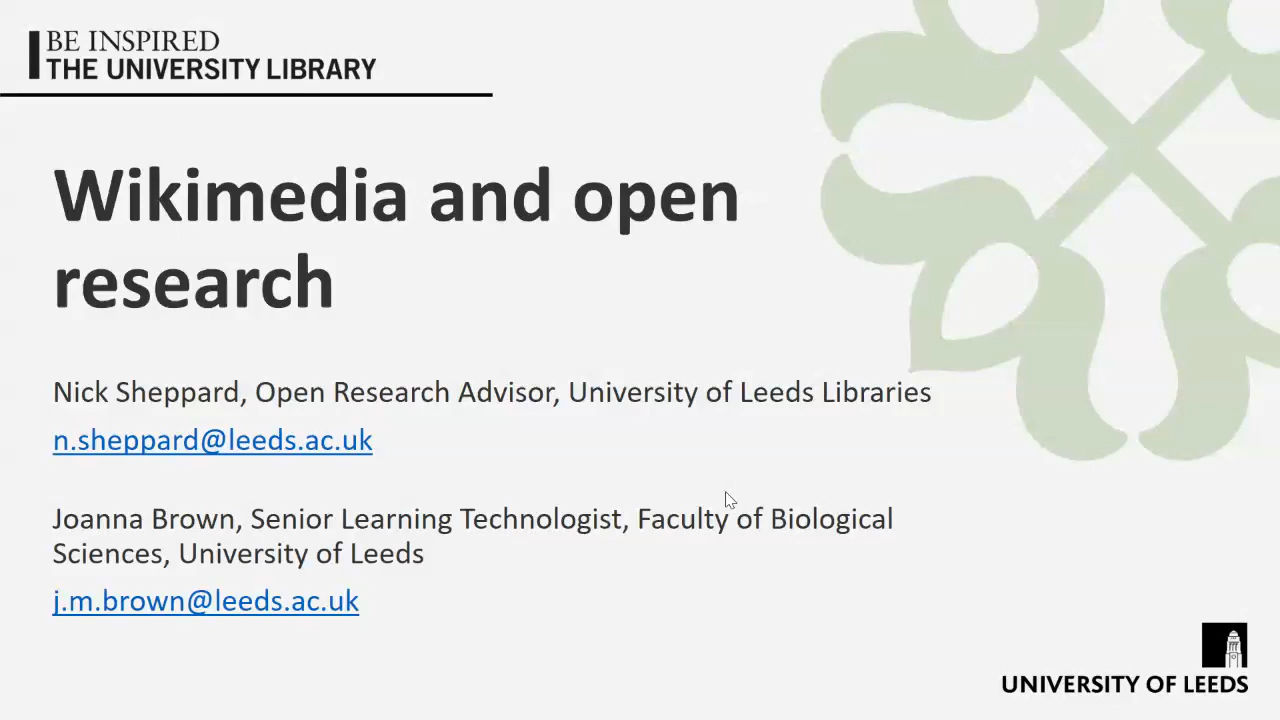 BE INSPIRED
THE UNIVERSITY LIBRARY
Wikimedia and open
research
Nick Sheppard, Open Research Advisor, University of Leeds Libraries
n.sheppard@leeds.ac.uk
Joanna Brown, Senior Learning Technologist, Faculty of Biological
Sciences, University of Leeds
j.m.brown@leeds.ac.uk
UNIVERSITY OF LEEDS